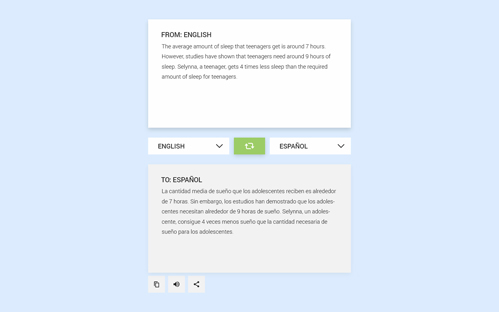 FROM: ENGLISH
The average amount of sleep that teenagers get is around 7 hours.
However, studies have shown that teenagers need around 9 hours of
sleep. Selynna, a teenager, gets 4 times less sleep than the required
amount of sleep for teenagers.
ENGLISH
ESPAÑOL
TO: ESPAÑOL
La cantidad media de sueño que los adolescentes reciben es alrededor
de 7 horas. Sin embargo, los estudios han demostrado que los adoles-
centes necesitan alrededor de 9 horas de sueño. Selynna, un adoles-
cente, consigue 4 veces menos sueño que la cantidad necesaria de
sueño para los adolescentes.